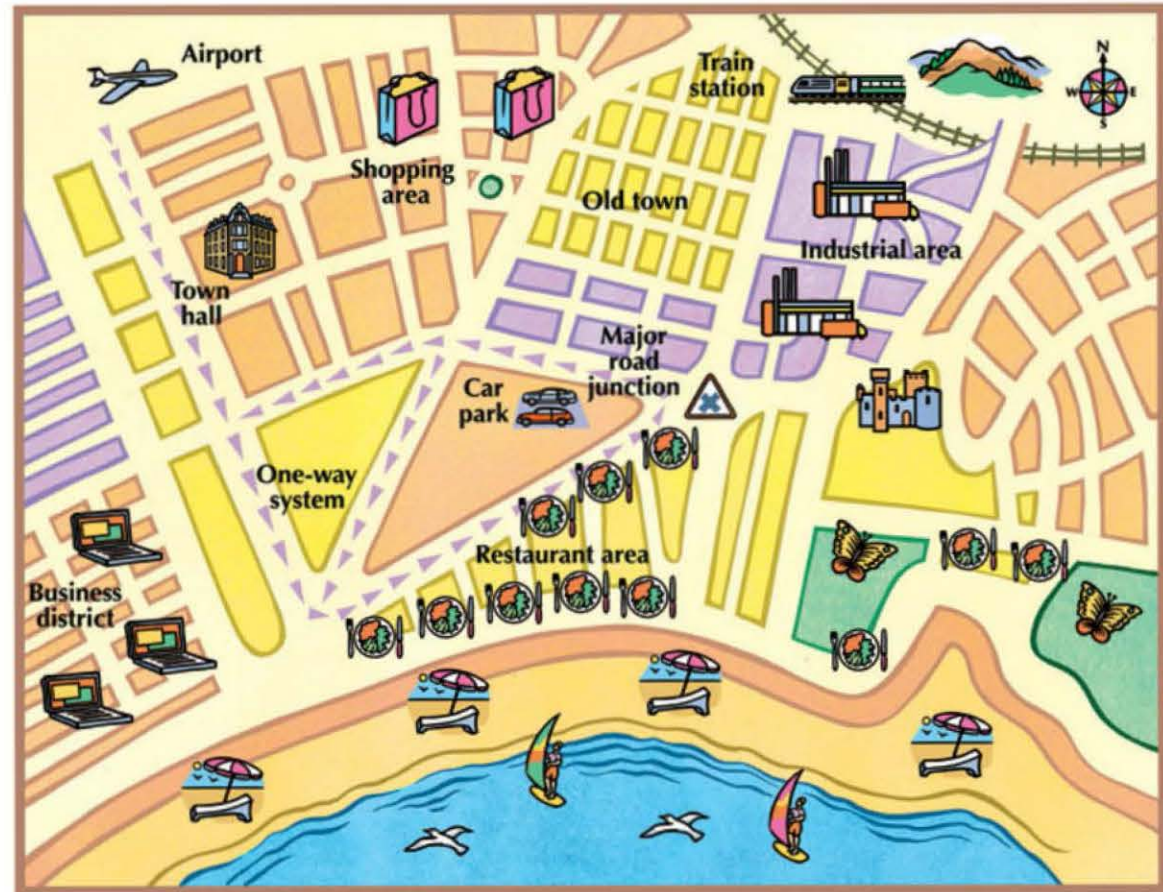 Airport
Train
station
N
W
E
S
Shopping
area
Old town
Industrial area
Town
hall
Major
road
junction
Car
park
One-way
system
Restaurant area
Business
district